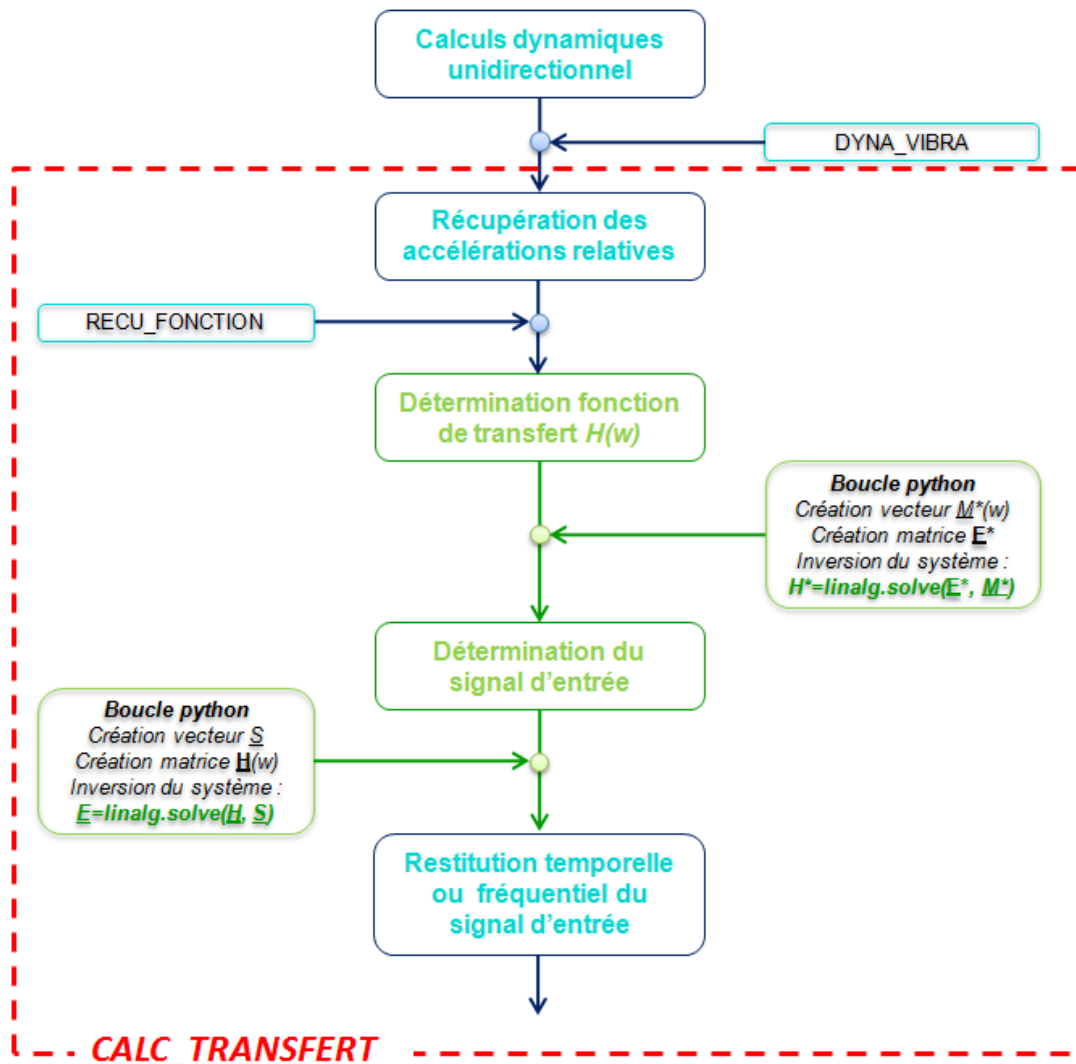 Calculs dynamiques
unidirectionnel
DYNA_VIBRA
Récupération des
accélérations relatives
RECU_FONCTION
Détermination fonction
de transfert H(w)
Boucle python
Création vecteur M*(w)
Création matrice E*
Inversion du système :
H*=linalg.solve(E*, M*)
Détermination du
signal d'entrée
Boucle python
Création vecteur S
Création matrice H(w)
Inversion du système :
E=linalg.solve(H, S)
Restitution temporelle
ou fréquentiel du
signal d'entrée
CALC_TRANSFERT